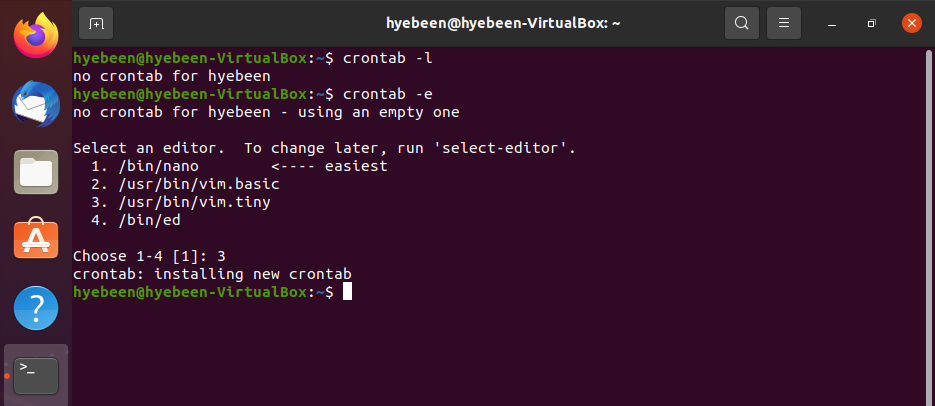 hyebeen@hyebeen-VirtualBox: ~
hyebeen@hyebeen-VirtualBox:~$ crontab -l
no crontab for hyebeen
hyebeen@hyebeen-VirtualBox:~$ crontab -e
no crontab for hyebeen - using an empty one
Select an editor.  To change later, run 'select-editor'.
  1. /bin/nano        <---- easiest
  2. /usr/bin/vim.basic
  3. /usr/bin/vim.tiny
  4. /bin/ed
Choose 1-4 [1]: 3
crontab: installing new crontab
hyebeen@hyebeen-VirtualBox:~$